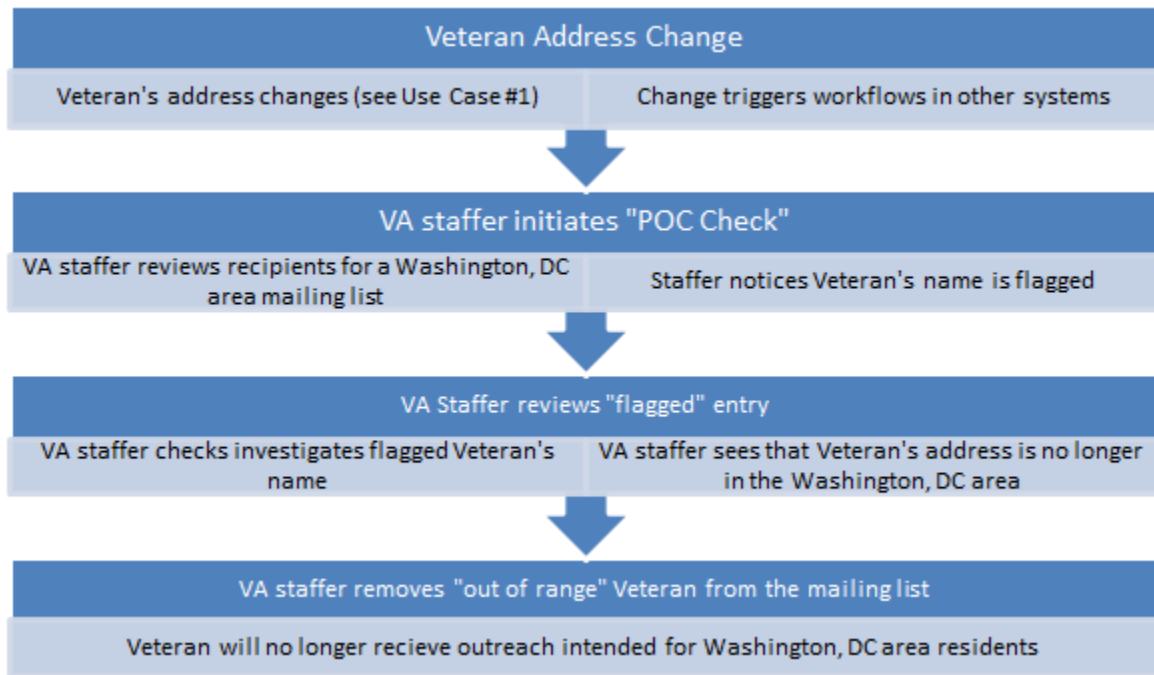 Veteran Address Change
Veteran's address changes (see Use Case #1)
Change triggers workflows in other systems
VA staffer initiates "POC Check"
VA staffer reviews recipients for a Washington, DC
area mailing list
Staffer notices Veteran's name is flagged
VA Staffer reviews "flagged" entry
VA staffer checks investigates flagged Veteran's
name
VA staffer sees that Veteran's address is no longer
in the Washington, DC area
VA staffer removes "out of range" Veteran from the mailing list
Veteran will no longer recieve outreach intended for Washington, DC area residents